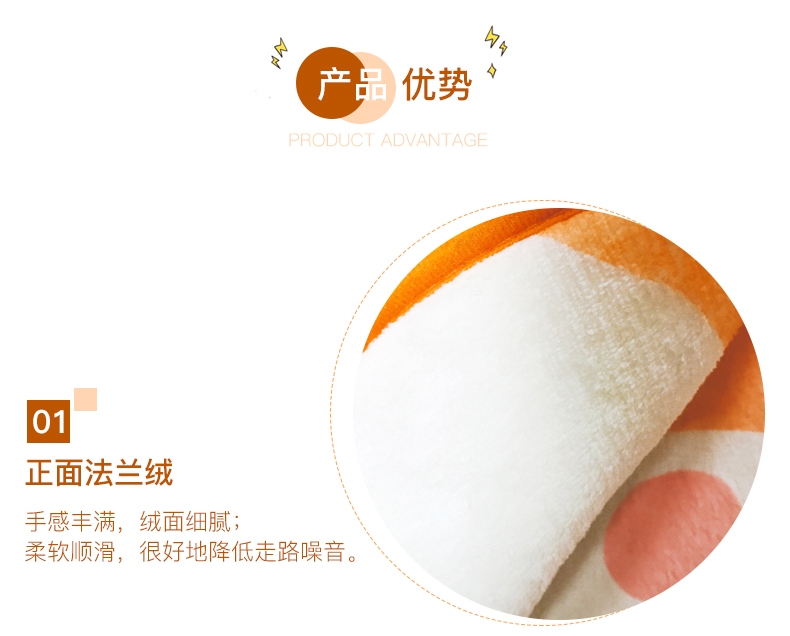 产品 优势
PRODUCT ADVANTAGE
01
正面法兰绒
手感丰满，绒面细腻；
柔软顺滑，很好地降低走路噪音。